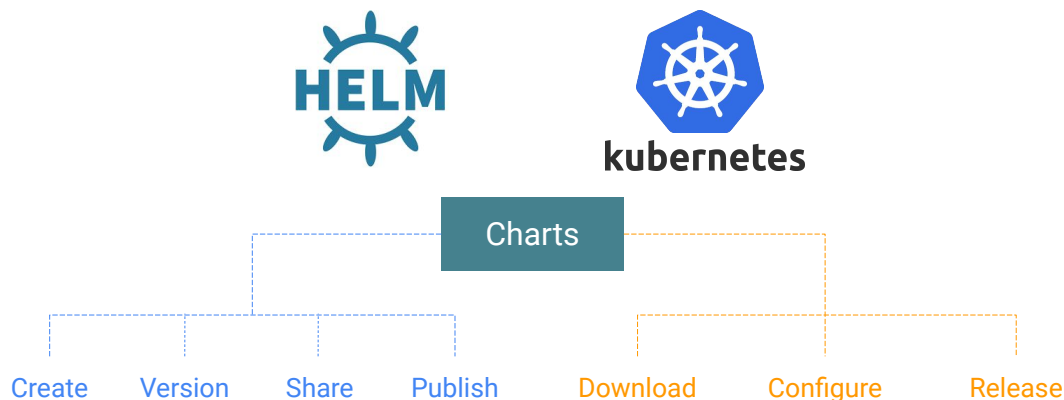 HELM
kubernetes
Charts
Create Version Share Publish Download Configure Release